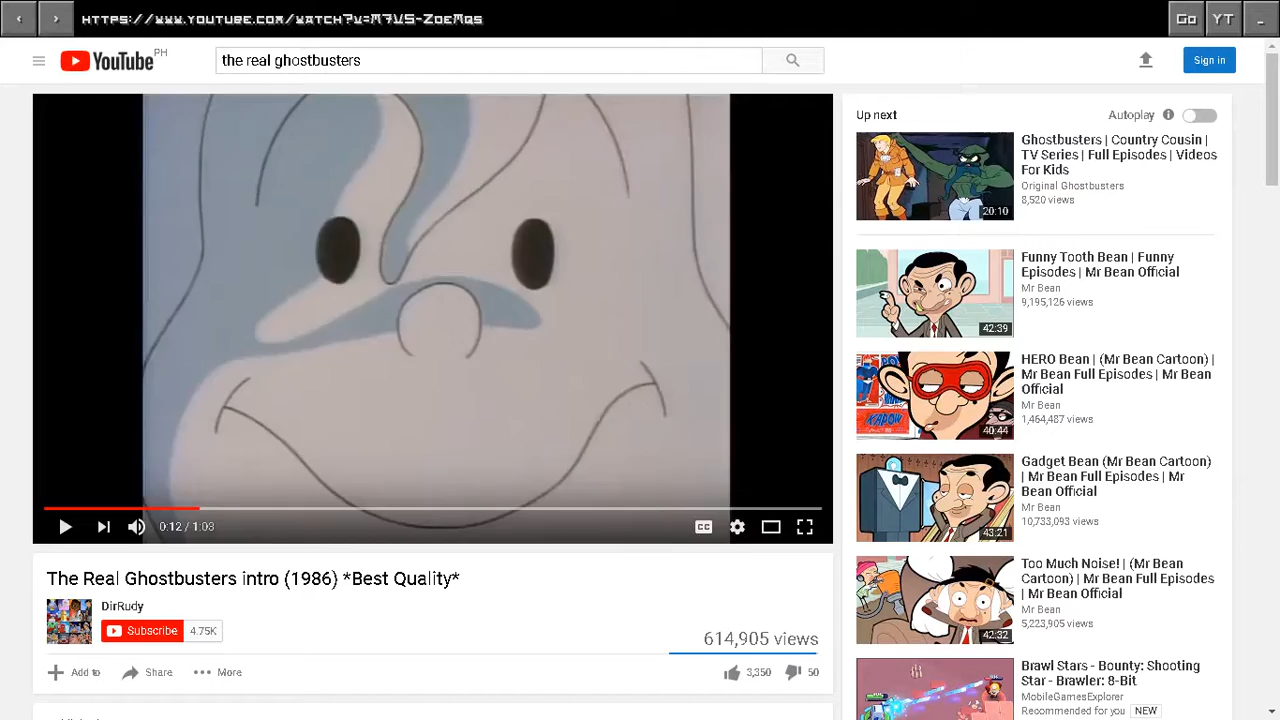 ‹ › https://www.youtube.com/watch?v=M7VS-ZoeMqs Go YT _
YouTube PH
the real ghostbusters
Sign in
0:12 / 1:03
CC
The Real Ghostbusters intro (1986) *Best Quality*
DirRudy
Subscribe 4.75K
614,905 views
Add to Share More
3,350 50
Up next Autoplay
Ghostbusters | Country Cousin |
TV Series | Full Episodes | Videos
For Kids
Original Ghostbusters
8,520 views
20:10
Funny Tooth Bean | Funny
Episodes | Mr Bean Official
Mr Bean
9,195,126 views
42:39
HERO Bean | (Mr Bean Cartoon) |
Mr Bean Full Episodes | Mr Bean
Official
Mr Bean
1,464,487 views
KAPOW
40:44
Gadget Bean (Mr Bean Cartoon)
| Mr Bean Full Episodes | Mr
Bean Official
Mr Bean
10,733,093 views
43:21
Too Much Noise! | (Mr Bean
Cartoon) | Mr Bean Full Episodes
| Mr Bean Official
Mr Bean
5,223,905 views
42:32
Brawl Stars - Bounty: Shooting
Star - Brawler: 8-Bit
MobileGamesExplorer
Recommended for you NEW